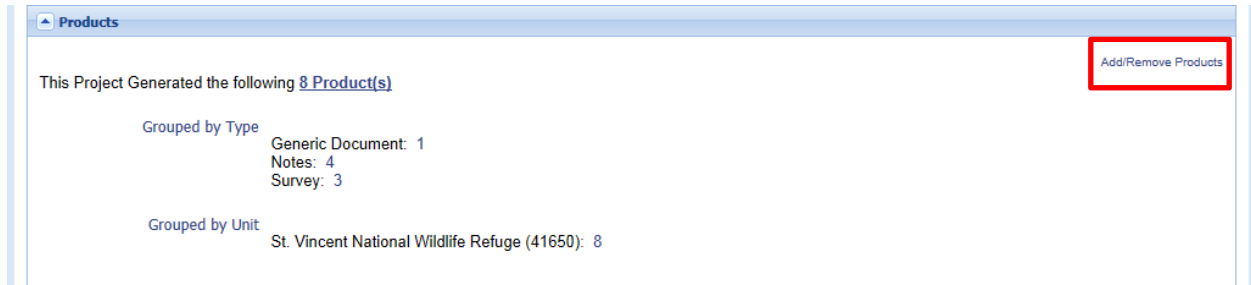 Products
Add/Remove Products
This Project Generated the following 8 Product(s)
Grouped by Type
Generic Document: 1
Notes: 4
Survey: 3
Grouped by Unit
St. Vincent National Wildlife Refuge (41650): 8